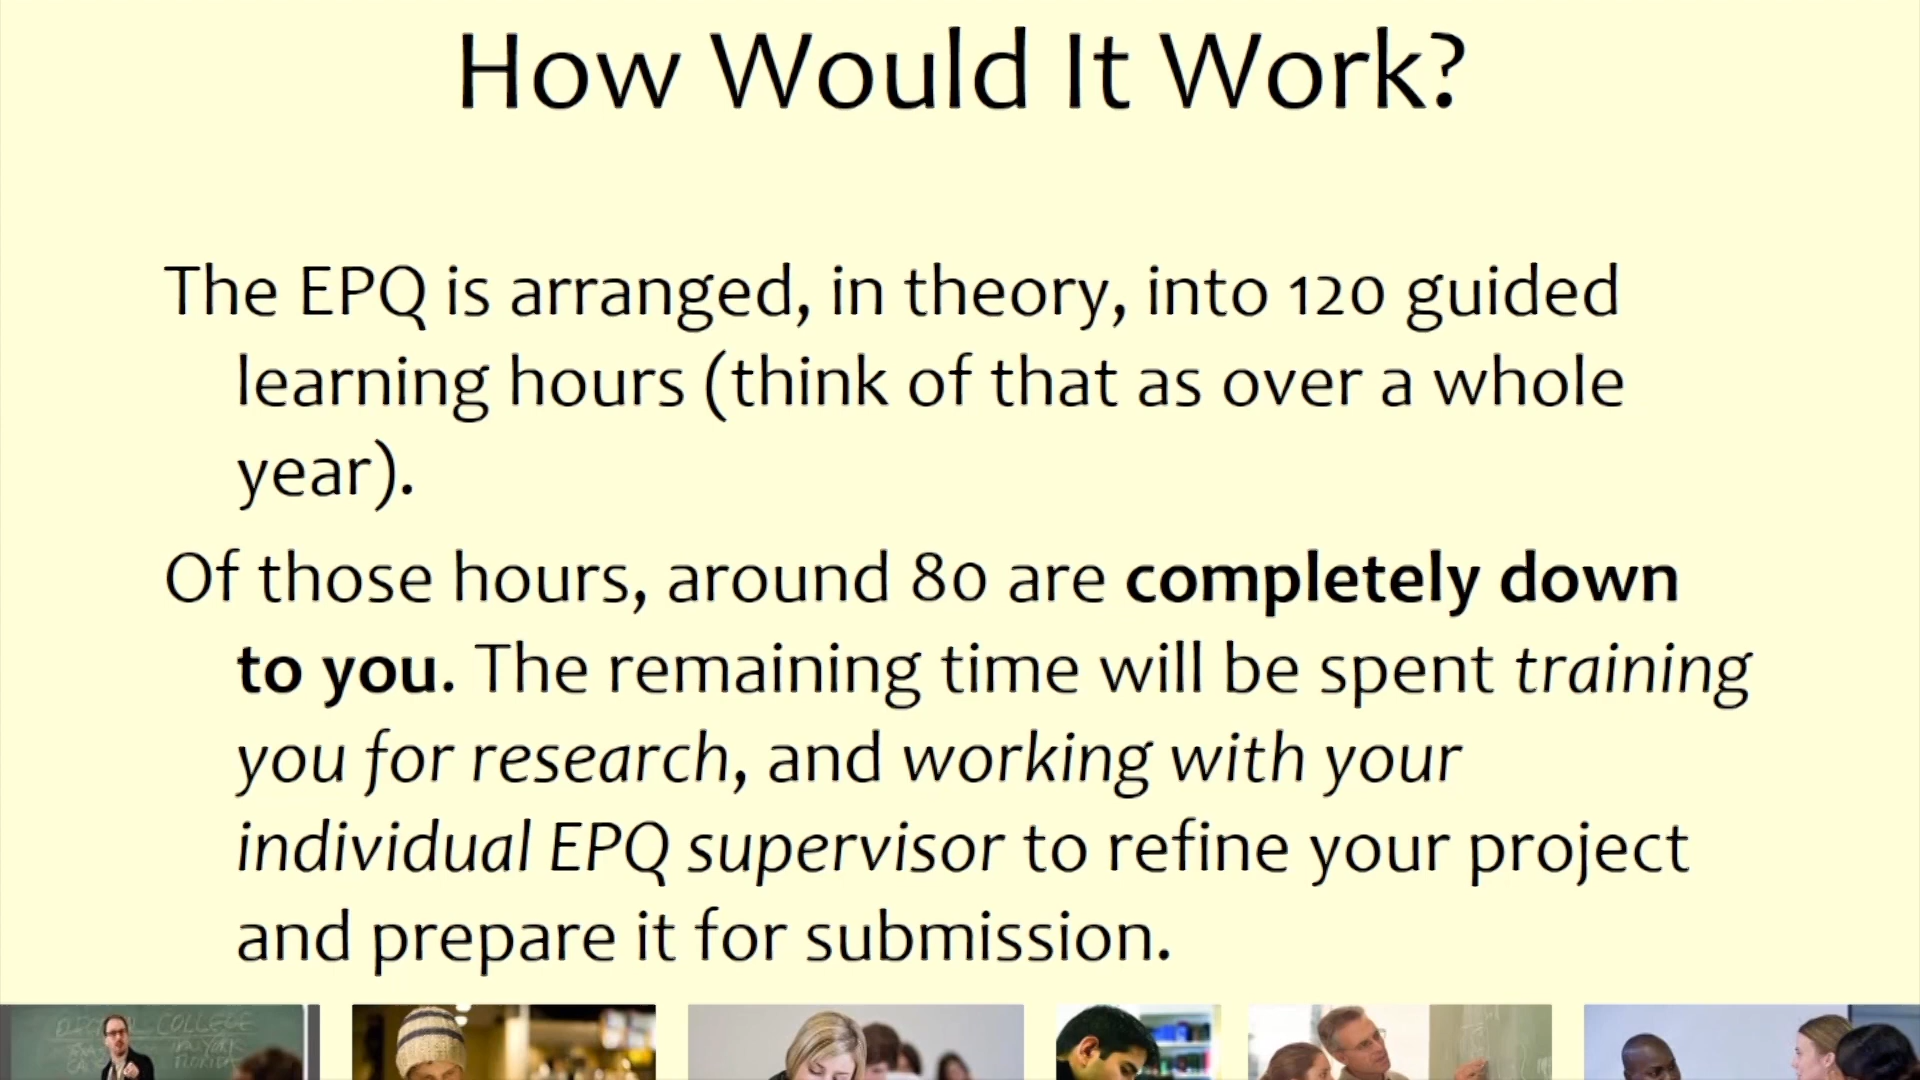 How Would It Work?
The EPQ is arranged, in theory, into 120 guided
learning hours (think of that as over a whole
year).
Of those hours, around 80 are completely down
to you. The remaining time will be spent training
you for research, and working with your
individual EPQ supervisor to refine your project
and prepare it for submission.